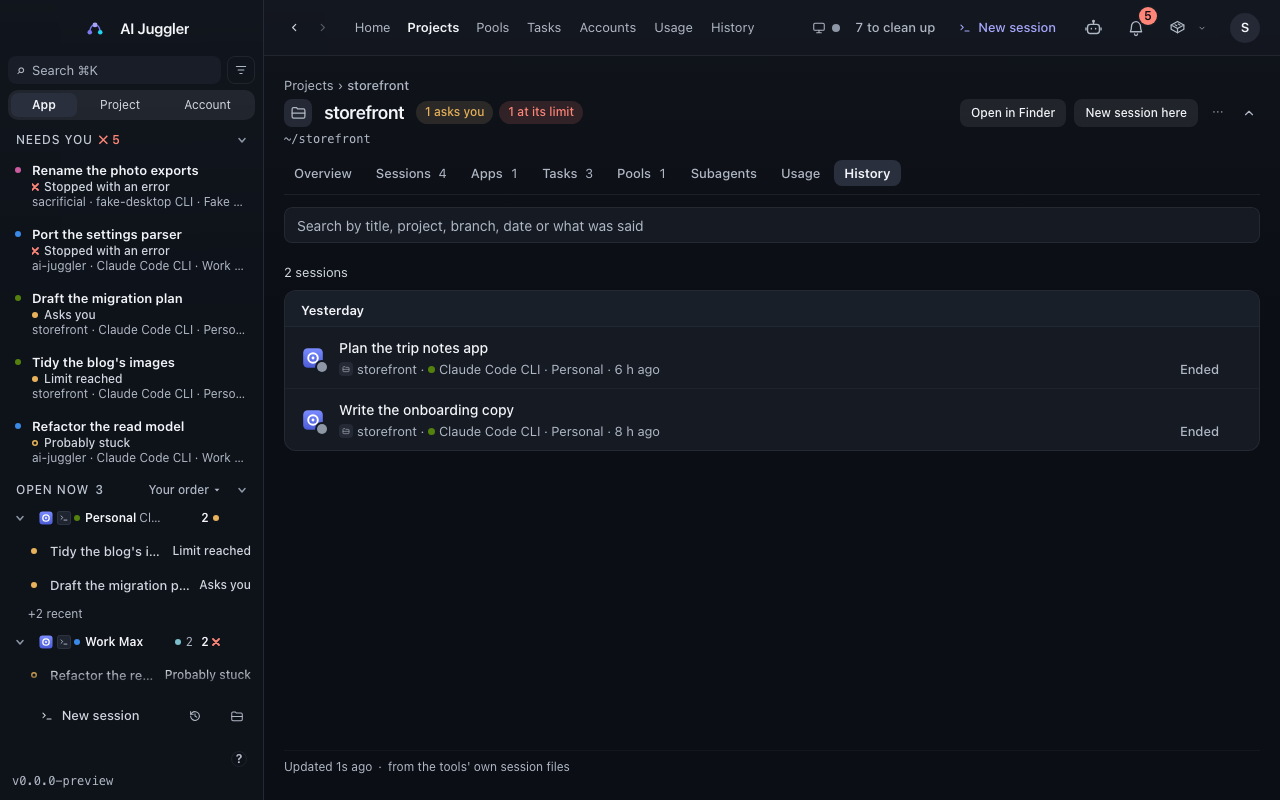 AI Juggler
Search ⌘K
App Project Account
NEEDS YOU 5
Rename the photo exports
Stopped with an error
sacrificial · fake-desktop CLI · Fake ...
Port the settings parser
Stopped with an error
ai-juggler · Claude Code CLI · Work ...
Draft the migration plan
Asks you
storefront · Claude Code CLI · Perso...
Tidy the blog's images
Limit reached
storefront · Claude Code CLI · Perso...
Refactor the read model
Probably stuck
ai-juggler · Claude Code CLI · Work ...
OPEN NOW 3 Your order
Personal Cl... 2
Tidy the blog's i... Limit reached
Draft the migration p... Asks you
+2 recent
Work Max 2 2
Refactor the re... Probably stuck
New session
?
v0.0.0-preview
Home Projects Pools Tasks Accounts Usage History 7 to clean up New session 5 S
Projects › storefront
storefront 1 asks you 1 at its limit Open in Finder New session here ...
~/storefront
Overview Sessions 4 Apps 1 Tasks 3 Pools 1 Subagents Usage History
Search by title, project, branch, date or what was said
2 sessions
Yesterday
Plan the trip notes app
storefront · Claude Code CLI · Personal · 6 h ago Ended
Write the onboarding copy
storefront · Claude Code CLI · Personal · 8 h ago Ended
Updated 1s ago · from the tools' own session files